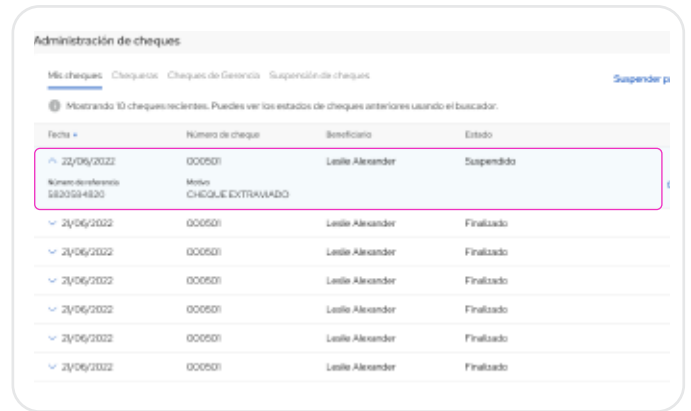 Administración de cheques
Mis cheques Chequeras Cheques de Gerencia Suspensión de cheques Suspender p
Mostrando 10 cheques recientes. Puedes ver los estados de cheques anteriores usando el buscador.
Fecha Número de cheque Beneficiario Estado
22/06/2022 000501 Leslie Alexander Suspendido
Número de referencia Motivo
5820594820 CHEQUE EXTRAVIADO
21/06/2022 000501 Leslie Alexander Finalizado
21/06/2022 000501 Leslie Alexander Finalizado
21/06/2022 000501 Leslie Alexander Finalizado
21/06/2022 000501 Leslie Alexander Finalizado
21/06/2022 000501 Leslie Alexander Finalizado
21/06/2022 000501 Leslie Alexander Finalizado